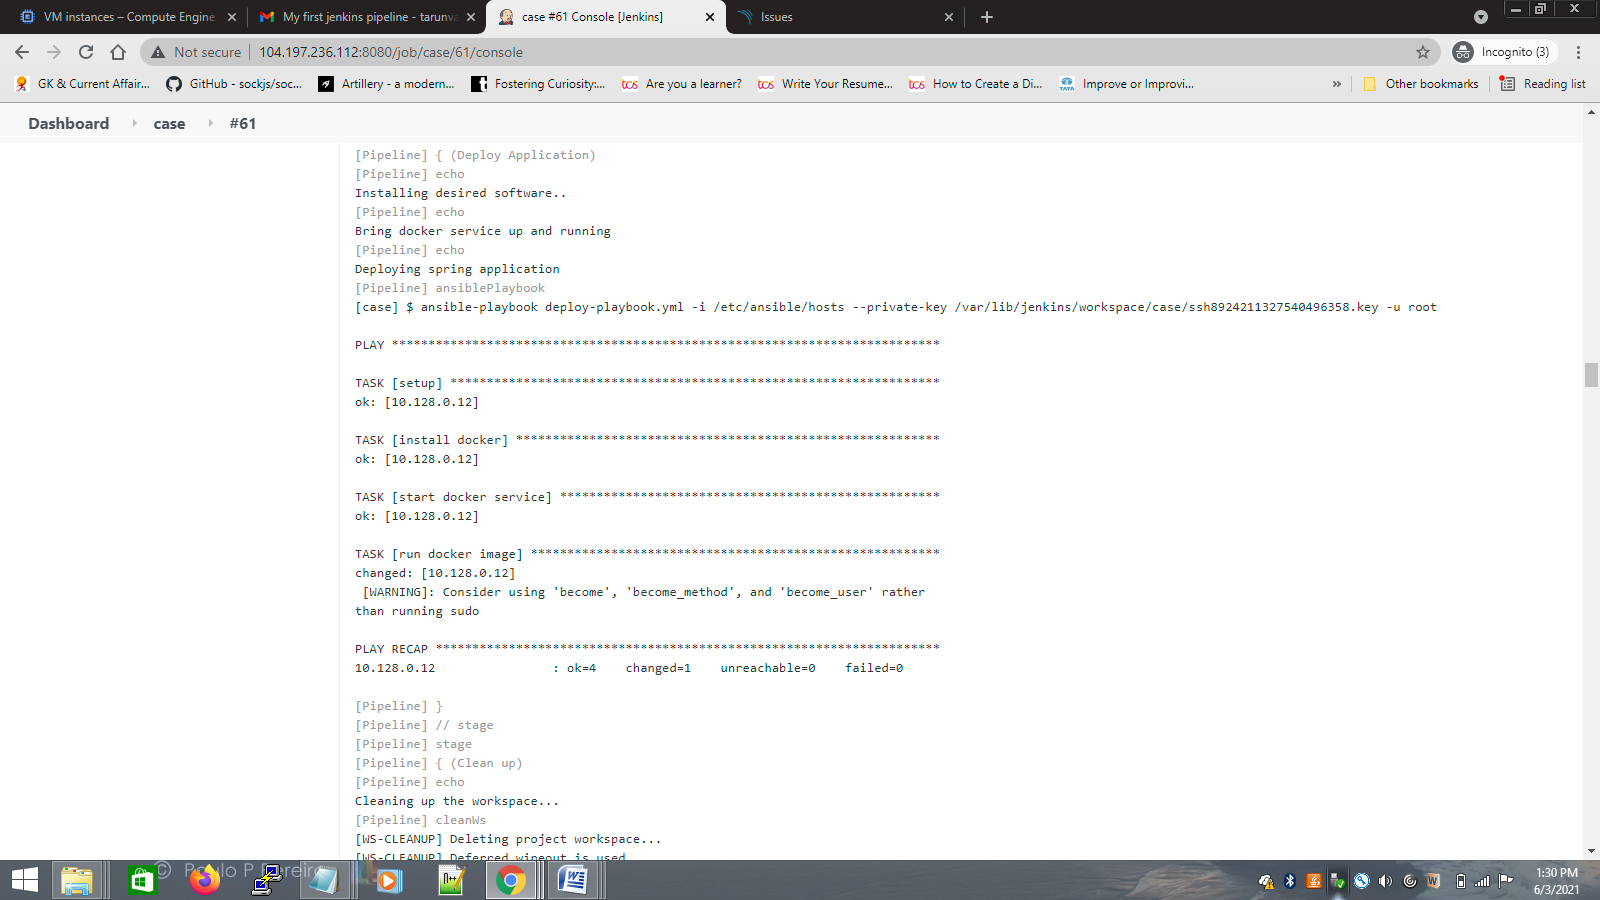 VM instances – Compute Engine
My first jenkins pipeline - tarunva
case #61 Console [Jenkins]
Issues
Not secure
104.197.236.112:8080/job/case/61/console
Incognito (3)
GK & Current Affair...
GitHub - sockjs/soc...
Artillery - a modern...
Fostering Curiosity:...
Are you a learner?
Write Your Resume...
How to Create a Di...
Improve or Improvi...
»
Other bookmarks
Reading list
Dashboard
case
#61
[Pipeline] { (Deploy Application)
[Pipeline] echo
Installing desired software..
[Pipeline] echo
Bring docker service up and running
[Pipeline] echo
Deploying spring application
[Pipeline] ansiblePlaybook
[case] $ ansible-playbook deploy-playbook.yml -i /etc/ansible/hosts --private-key /var/lib/jenkins/workspace/case/ssh8924211327540496358.key -u root
PLAY ***************************************************************************
TASK [setup] *******************************************************************
ok: [10.128.0.12]
TASK [install docker] **********************************************************
ok: [10.128.0.12]
TASK [start docker service] ****************************************************
ok: [10.128.0.12]
TASK [run docker image] ********************************************************
changed: [10.128.0.12]
[WARNING]: Consider using 'become', 'become_method', and 'become_user' rather
than running sudo
PLAY RECAP *********************************************************************
10.128.0.12                : ok=4    changed=1    unreachable=0    failed=0
[Pipeline] }
[Pipeline] // stage
[Pipeline] stage
[Pipeline] { (Clean up)
[Pipeline] echo
Cleaning up the workspace...
[Pipeline] cleanWs
[WS-CLEANUP] Deleting project workspace...
[WS-CLEANUP] Deferred wipeout is used
1:30 PM
6/3/2021